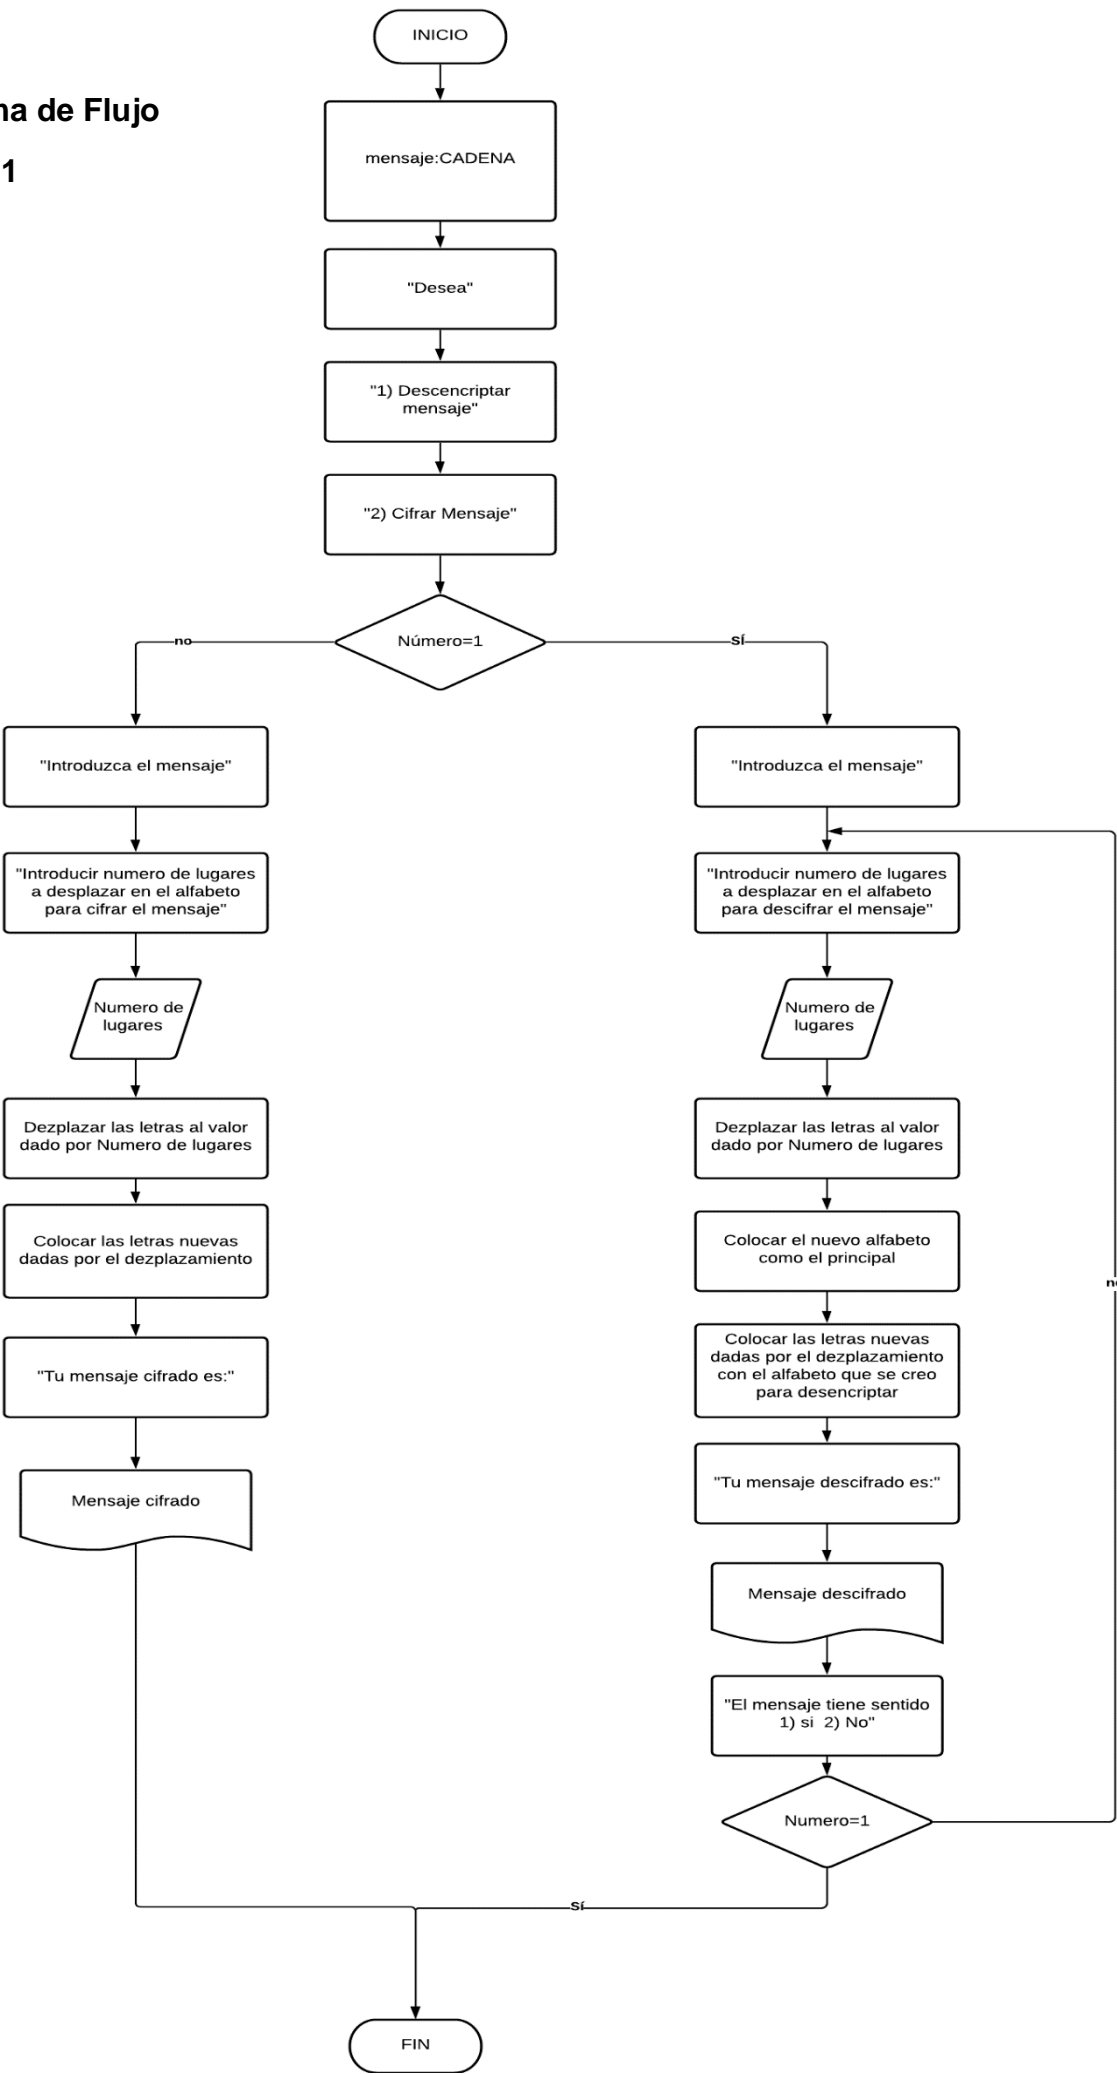 INICIO
na de Flujo
1
mensaje:CADENA
"Desea"
"1) Descencriptar
mensaje"
"2) Cifrar Mensaje"
Número=1
no
Sí
"Introduzca el mensaje"
"Introducir numero de lugares
a desplazar en el alfabeto
para cifrar el mensaje"
Numero de
lugares
Dezplazar las letras al valor
dado por Numero de lugares
Colocar las letras nuevas
dadas por el dezplazamiento
"Tu mensaje cifrado es:"
Mensaje cifrado
"Introduzca el mensaje"
"Introducir numero de lugares
a desplazar en el alfabeto
para descifrar el mensaje"
Numero de
lugares
Dezplazar las letras al valor
dado por Numero de lugares
Colocar el nuevo alfabeto
como el principal
Colocar las letras nuevas
dadas por el dezplazamiento
con el alfabeto que se creo
para desencriptar
"Tu mensaje descifrado es:"
Mensaje descifrado
"El mensaje tiene sentido
1) si 2) No"
Numero=1
Sí
FIN